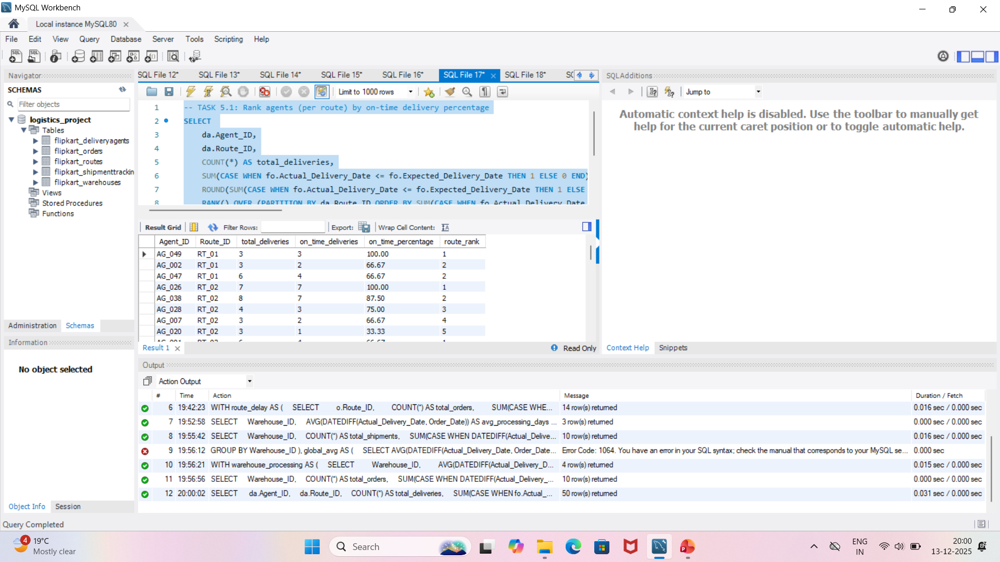 MySQL Workbench
Local instance MySQL80
File Edit View Query Database Server Tools Scripting Help
Navigator
SCHEMAS
Filter objects
logistics_project
Tables
flipkart_deliveryagents
flipkart_orders
flipkart_routes
flipkart_shipmenttrackin
flipkart_warehouses
Views
Stored Procedures
Functions
Administration Schemas
Information
No object selected
Object Info Session
SQL File 12* SQL File 13* SQL File 14* SQL File 15* SQL File 16* SQL File 17* SQL File 18*
Limit to 1000 rows
1 -- TASK 5.1: Rank agents (per route) by on-time delivery percentage
2 SELECT
3 da.Agent_ID,
4 da.Route_ID,
5 COUNT(*) AS total_deliveries,
6 SUM(CASE WHEN fo.Actual_Delivery_Date <= fo.Expected_Delivery_Date THEN 1 ELSE 0 END)
7 ROUND(SUM(CASE WHEN fo.Actual_Delivery_Date <= fo.Expected_Delivery_Date THEN 1 ELSE
8 RANK() OVER (PARTITION BY da.Route_ID ORDER BY SUM(CASE WHEN fo.Actual_Delivery_Date
Result Grid Filter Rows: Export: Wrap Cell Content:
Agent_ID Route_ID total_deliveries on_time_deliveries on_time_percentage route_rank
AG_049 RT_01 3 3 100.00 1
AG_002 RT_01 3 2 66.67 2
AG_047 RT_01 6 4 66.67 2
AG_026 RT_02 7 7 100.00 1
AG_038 RT_02 8 7 87.50 2
AG_028 RT_02 4 3 75.00 3
AG_007 RT_02 3 2 66.67 4
AG_020 RT_02 3 1 33.33 5
Result 1 Read Only
SQLAdditions
Jump to
Automatic context help is disabled. Use the toolbar to manually get
help for the current caret position or to toggle automatic help.
Context Help Snippets
Output
Action Output
# Time Action Message Duration / Fetch
6 19:42:23 WITH route_delay AS ( SELECT o.Route_ID, COUNT(*) AS total_orders, SUM(CASE WHE... 14 row(s) returned 0.016 sec / 0.000 sec
7 19:52:58 SELECT Warehouse_ID, AVG(DATEDIFF(Actual_Delivery_Date, Order_Date)) AS avg_processing_days ... 3 row(s) returned 0.000 sec / 0.000 sec
8 19:55:42 SELECT Warehouse_ID, COUNT(*) AS total_shipments, SUM(CASE WHEN DATEDIFF(Actual_Delive... 10 row(s) returned 0.016 sec / 0.000 sec
9 19:56:12 GROUP BY Warehouse_ID ), global_avg AS ( SELECT AVG(DATEDIFF(Actual_Delivery_Date, Order_Date... Error Code: 1064. You have an error in your SQL syntax; check the manual that corresponds to your MySQL se... 0.000 sec
10 19:56:21 WITH warehouse_processing AS ( SELECT Warehouse_ID, AVG(DATEDIFF(Actual_Delivery_D... 4 row(s) returned 0.015 sec / 0.000 sec
11 19:56:56 SELECT Warehouse_ID, COUNT(*) AS total_orders, SUM(CASE WHEN DATEDIFF(Actual_Delivery_... 10 row(s) returned 0.000 sec / 0.000 sec
12 20:00:02 SELECT da.Agent_ID, da.Route_ID, COUNT(*) AS total_deliveries, SUM(CASE WHEN fo.Actual_... 50 row(s) returned 0.031 sec / 0.000 sec
Query Completed
4
19°C
Mostly clear
Search
ENG
IN
20:00
13-12-2025